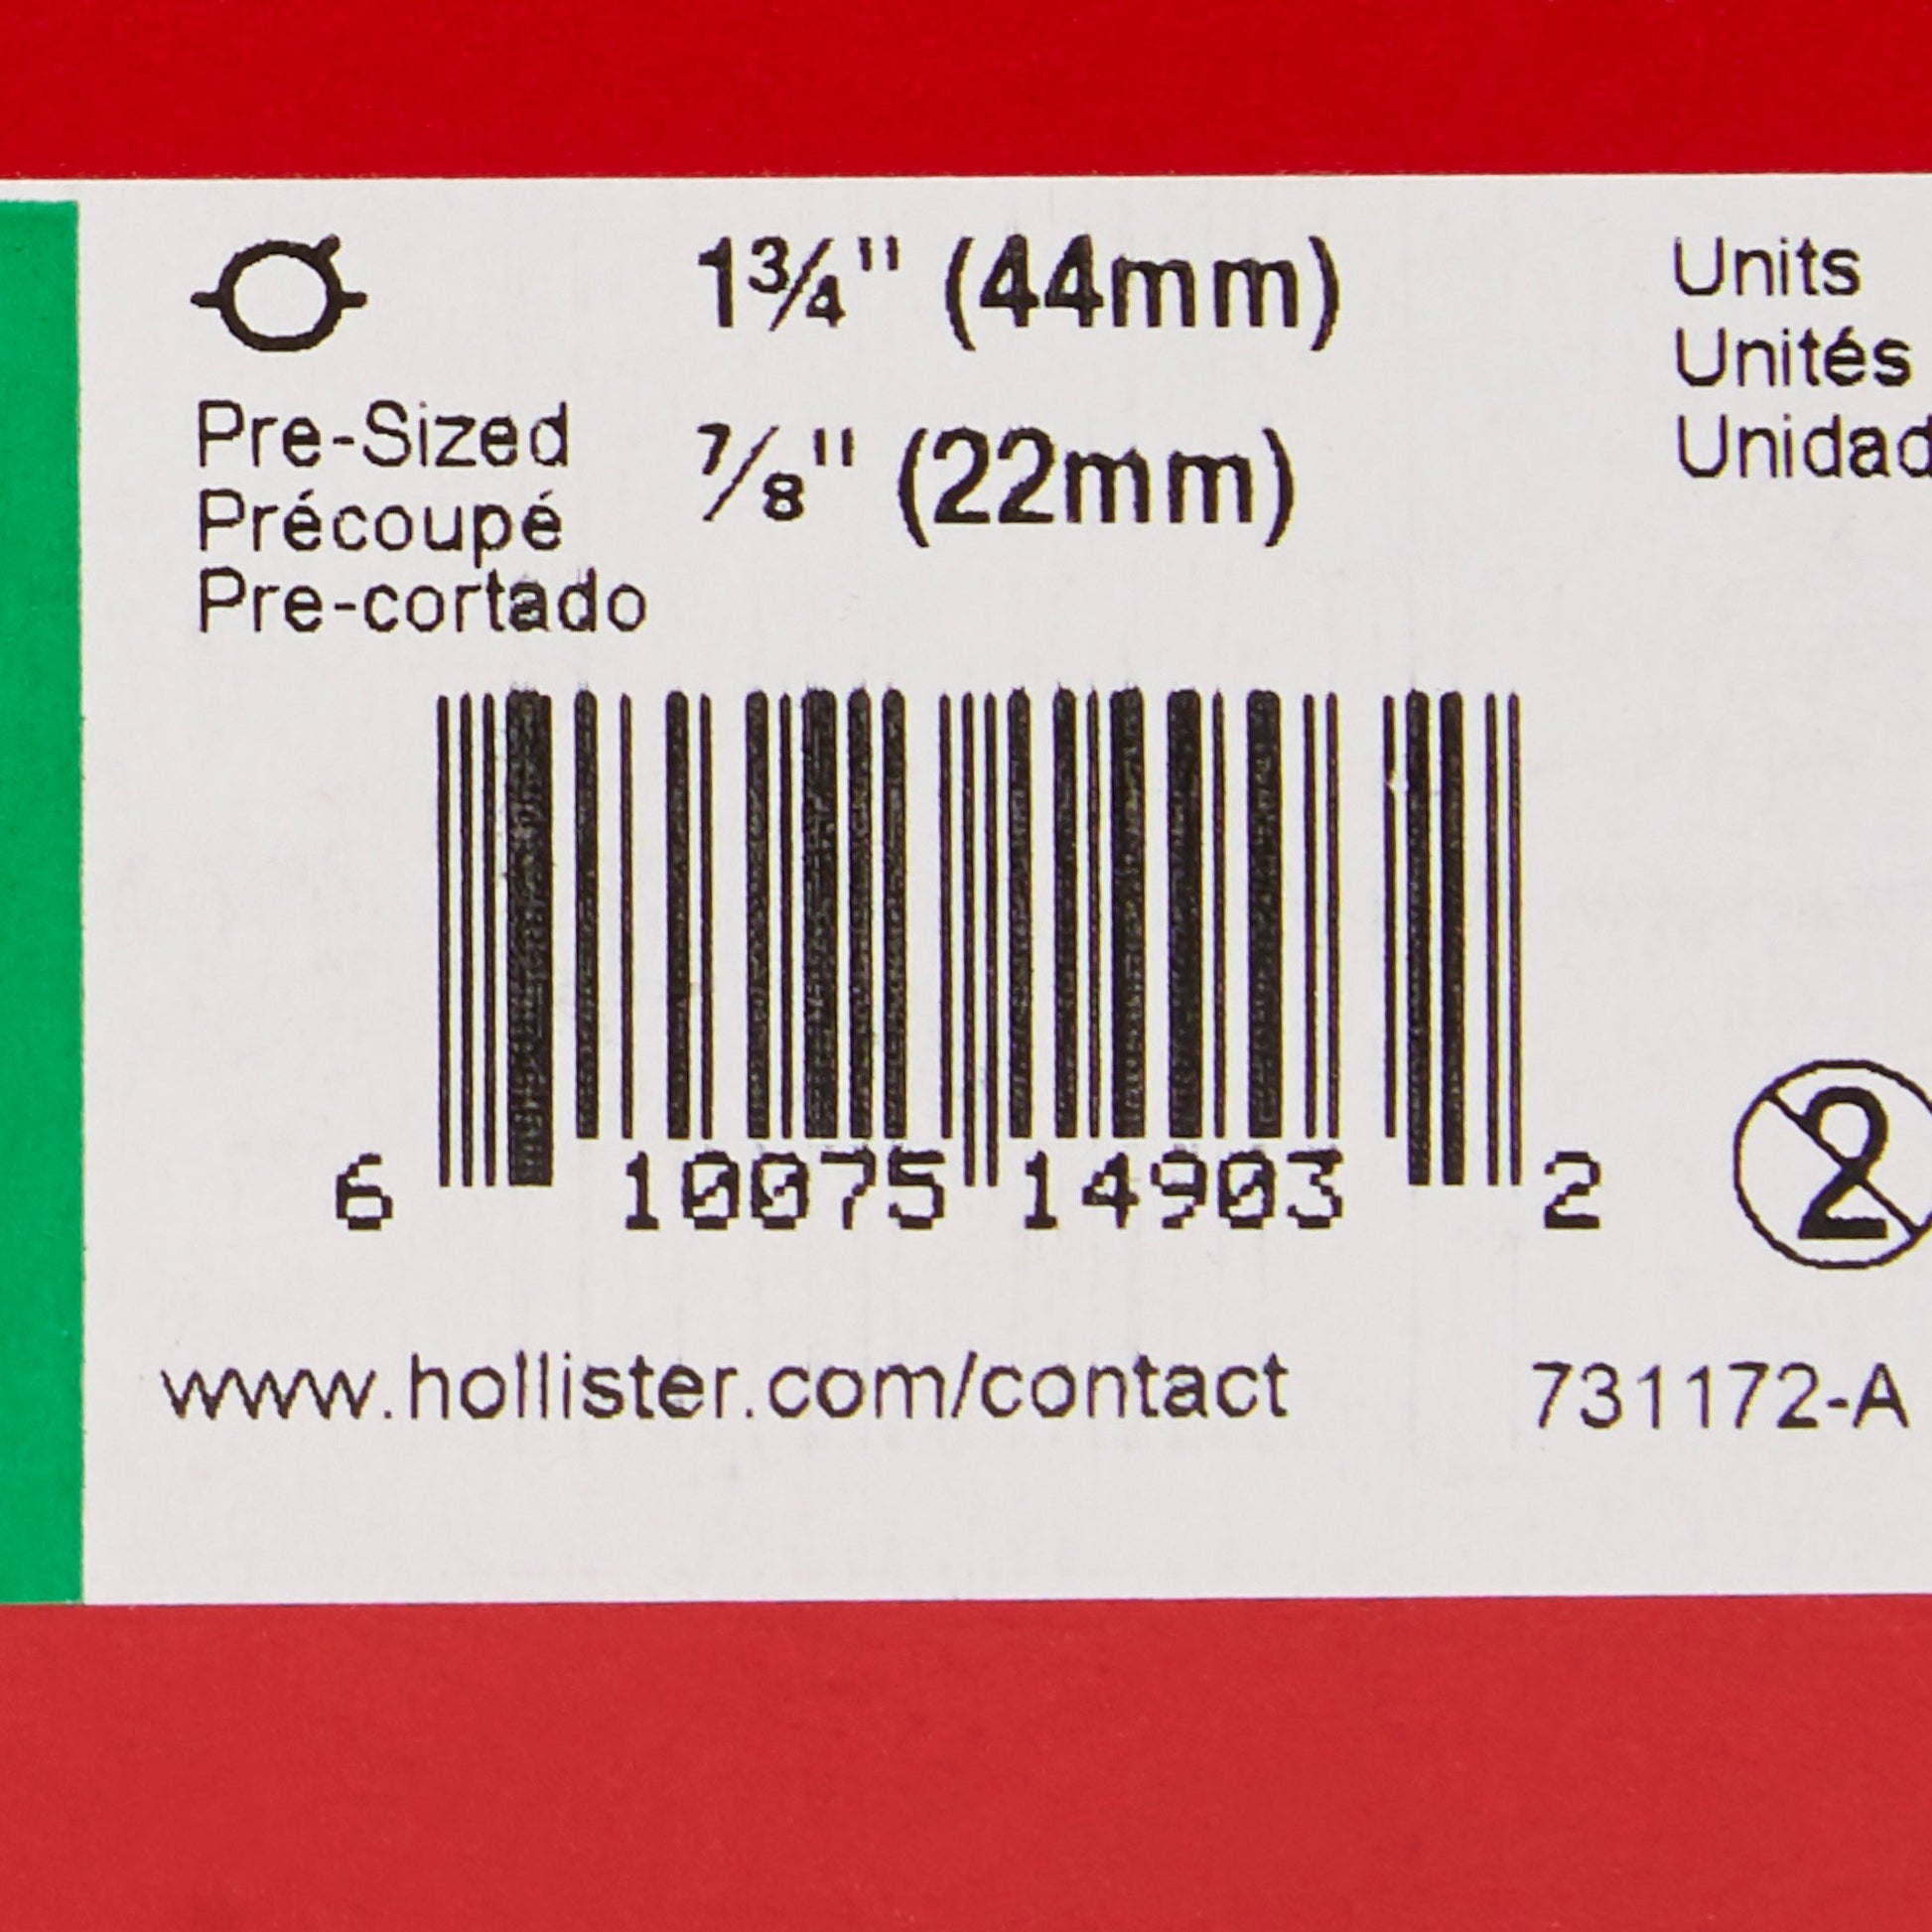 1¾" (44mm)
Pre-Sized
Précoupé
Pre-cortado
⅞" (22mm)
Units
Unités
6 10075 14903 2
2
www.hollister.com/contact
731172-A